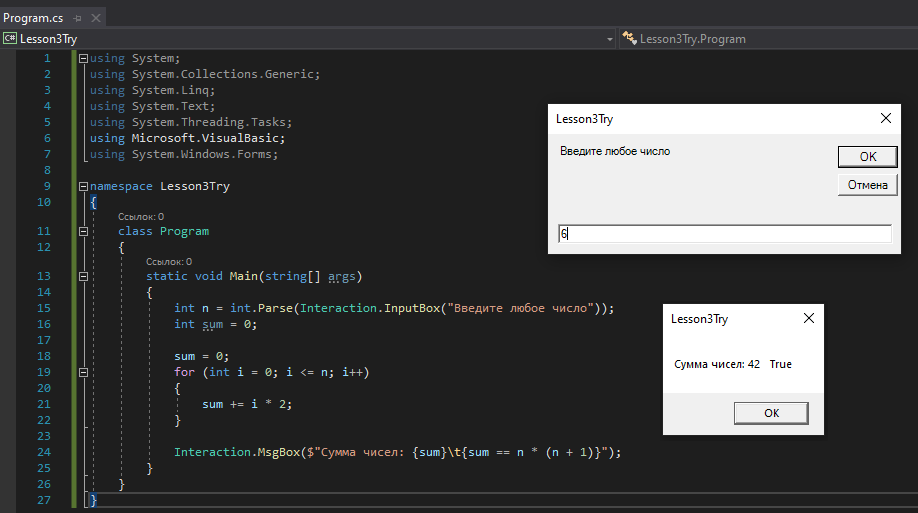 Program.cs
Lesson3Try
Lesson3Try.Program
1 using System;
2 using System.Collections.Generic;
3 using System.Linq;
4 using System.Text;
5 using System.Threading.Tasks;
6 using Microsoft.VisualBasic;
7 using System.Windows.Forms;
8
9 namespace Lesson3Try
10 {
Ссылок: 0
11 class Program
12 {
Ссылок: 0
13 static void Main(string[] args)
14 {
15 int n = int.Parse(Interaction.InputBox("Введите любое число"));
16 int sum = 0;
17
18 sum = 0;
19 for (int i = 0; i <= n; i++)
20 {
21 sum += i * 2;
22 }
23
24 Interaction.MsgBox($"Сумма чисел: {sum}\t{sum == n * (n + 1)}");
25 }
26 }
27 }
Lesson3Try
Введите любое число
OK
Отмена
6
Lesson3Try
Сумма чисел: 42 True
OK